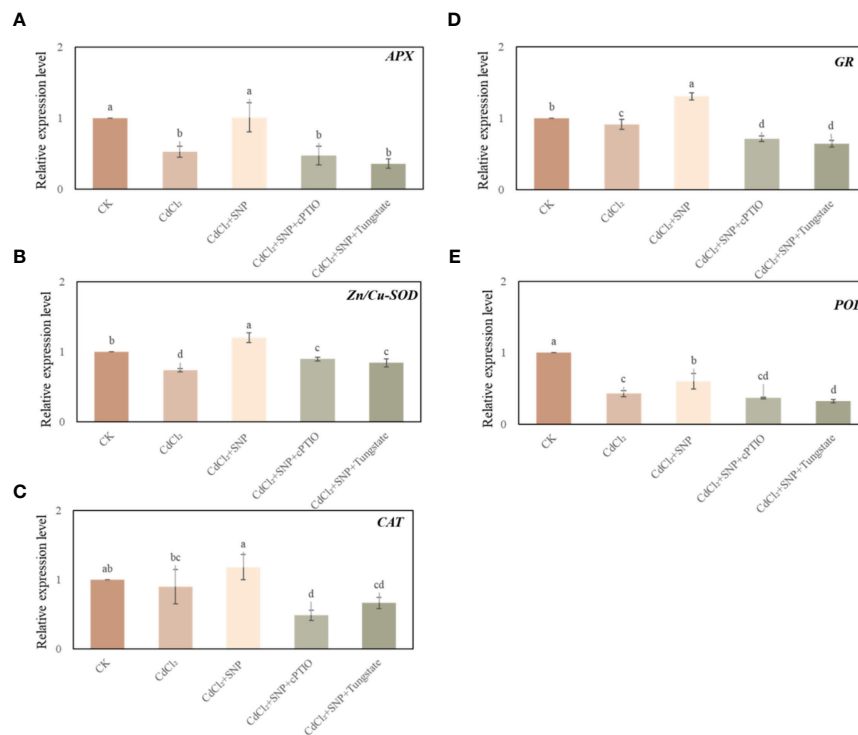 A
Relative expression level
2
1
0
APX
a
b
a
b
b
CK
CdCl₂
CdCl₂+SNP
CdCl₂+SNP+cPTIO
CdCl₂+SNP+Tungstate
B
Relative expression level
2
1
0
Zn/Cu-SOD
b
d
a
c
c
CK
CdCl₂
CdCl₂+SNP
CdCl₂+SNP+cPTIO
CdCl₂+SNP+Tungstate
C
Relative expression level
2
1
0
CAT
ab
bc
a
d
cd
CK
CdCl₂
CdCl₂+SNP
CdCl₂+SNP+cPTIO
CdCl₂+SNP+Tungstate
D
Relative expression level
2
1
0
GR
b
c
a
d
d
CK
CdCl₂
CdCl₂+SNP
CdCl₂+SNP+cPTIO
CdCl₂+SNP+Tungstate
E
Relative expression level
2
1
0
POD
a
c
b
cd
d
CK
CdCl₂
CdCl₂+SNP
CdCl₂+SNP+cPTIO
CdCl₂+SNP+Tungstate